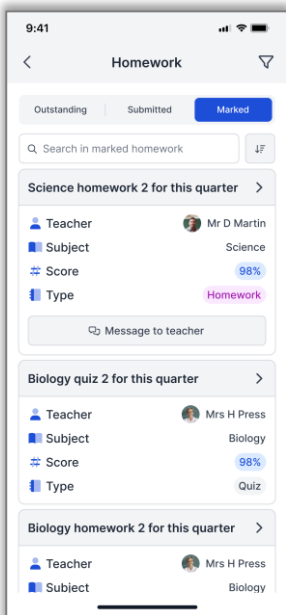 9:41
Homework
Outstanding Submitted Marked
Search in marked homework
Science homework 2 for this quarter
Teacher Mr D Martin
Subject Science
Score 98%
Type Homework
Message to teacher
Biology quiz 2 for this quarter
Teacher Mrs H Press
Subject Biology
Score 98%
Type Quiz
Biology homework 2 for this quarter
Teacher Mrs H Press
Subject Biology